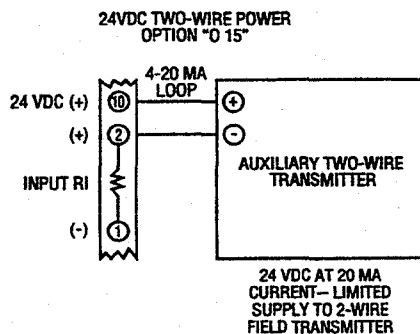 24VDC TWO-WIRE POWER
OPTION "O 15"
4-20 MA
LOOP
24 VDC (+)
10
+
(+)
2
−
INPUT RI
AUXILIARY TWO-WIRE
TRANSMITTER
(-)
1
24 VDC AT 20 MA
CURRENT— LIMITED
SUPPLY TO 2-WIRE
FIELD TRANSMITTER